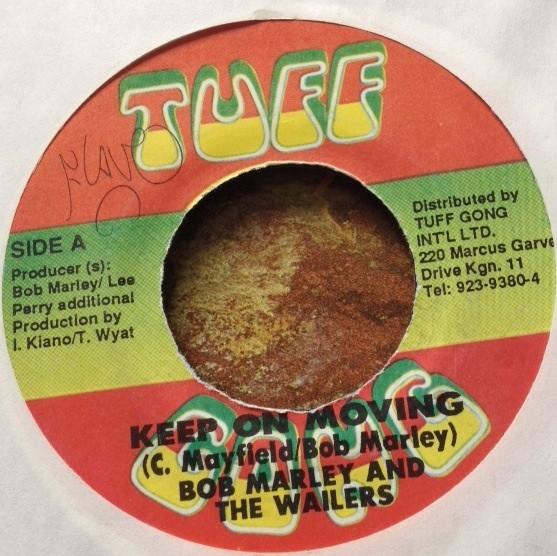 TUFF
SIDE A
Producer (s):
Bob Marley/ Lee
Perry additional
Production by
I. Kiano/T. Wyat
Distributed by
TUFF GONG
INT'L LTD.
220 Marcus Garve
Drive Kgn. 11
Tel: 923-9380-4
GONG
KEEP ON MOVING
(C. Mayfield/Bob Marley)
BOB MARLEY AND
THE WAILERS